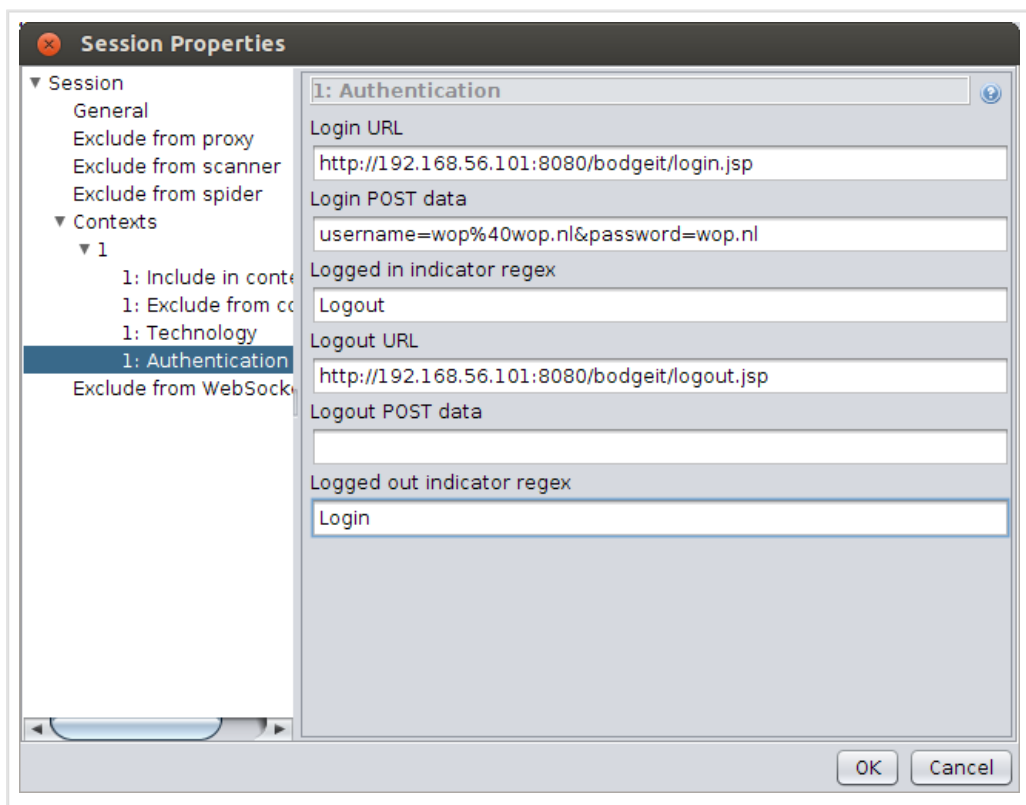 Session Properties
Session
General
Exclude from proxy
Exclude from scanner
Exclude from spider
Contexts
1
1: Include in conte
1: Exclude from co
1: Technology
1: Authentication
Exclude from WebSocke
1: Authentication
Login URL
http://192.168.56.101:8080/bodgeit/login.jsp
Login POST data
username=wop%40wop.nl&password=wop.nl
Logged in indicator regex
Logout
Logout URL
http://192.168.56.101:8080/bodgeit/logout.jsp
Logout POST data
Logged out indicator regex
Login
OK
Cancel